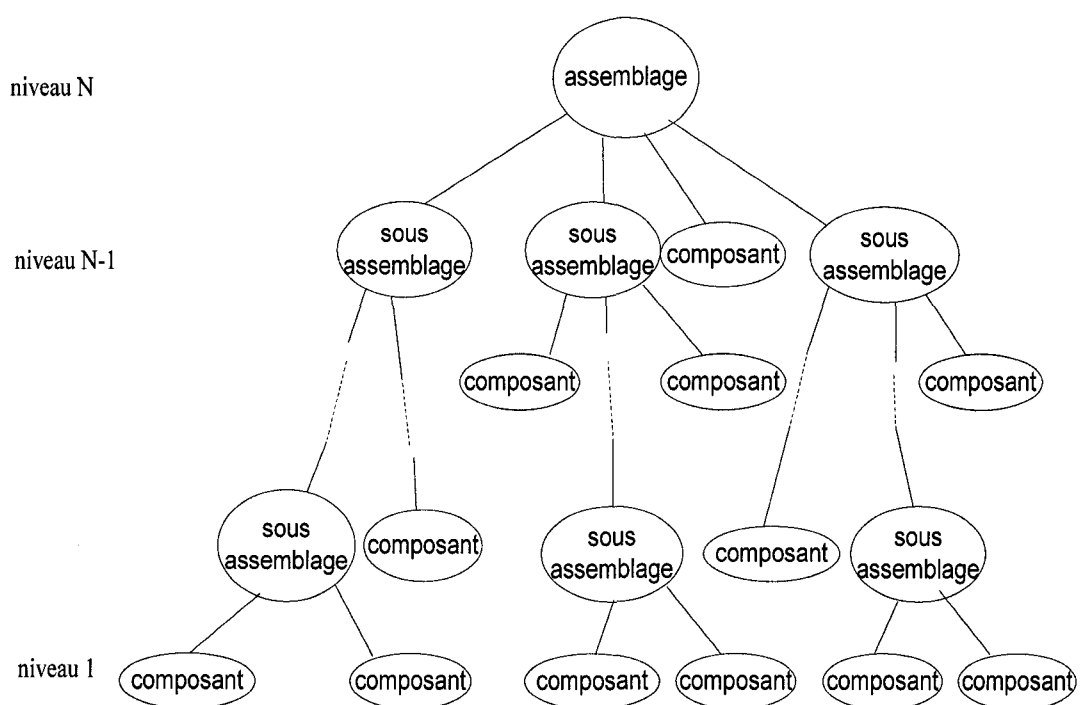 assemblage
niveau N
sous
assemblage
sous
assemblage
composant
sous
assemblage
niveau N-1
composant
composant
composant
sous
assemblage
composant
sous
assemblage
composant
sous
assemblage
niveau 1
composant
composant
composant
composant
composant
composant